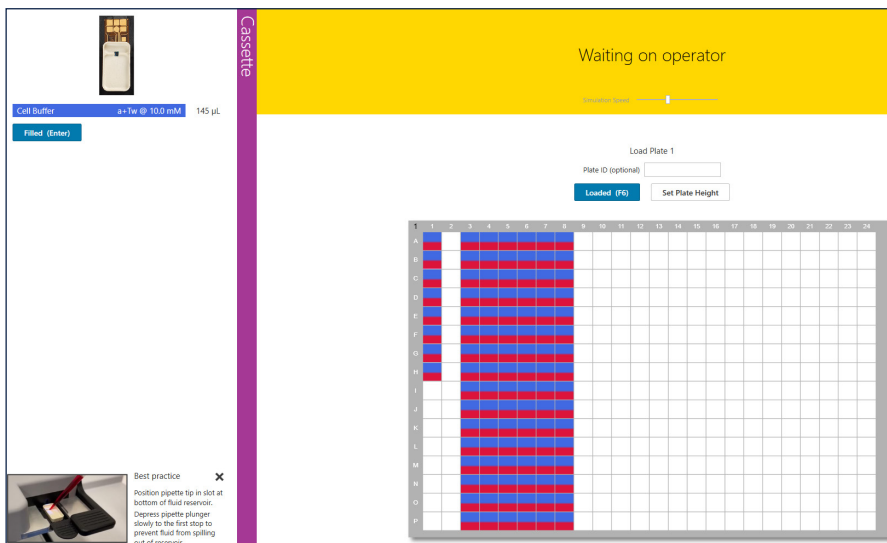 Cassette
Cell Buffer a+Tw @ 10.0 mM 145 µL
Filled (Enter)
Best practice
Position pipette tip in slot at
bottom of fluid reservoir.
Depress pipette plunger
slowly to the first stop to
prevent fluid from spilling
out of reservoir.
Waiting on operator
Simulation Speed
Load Plate 1
Plate ID (optional)
Loaded (F6) Set Plate Height
1 1 2 3 4 5 6 7 8 9 10 11 12 13 14 15 16 17 18 19 20 21 22 23 24
A
B
C
D
E
F
G
H
I
J
K
L
M
N
O
P